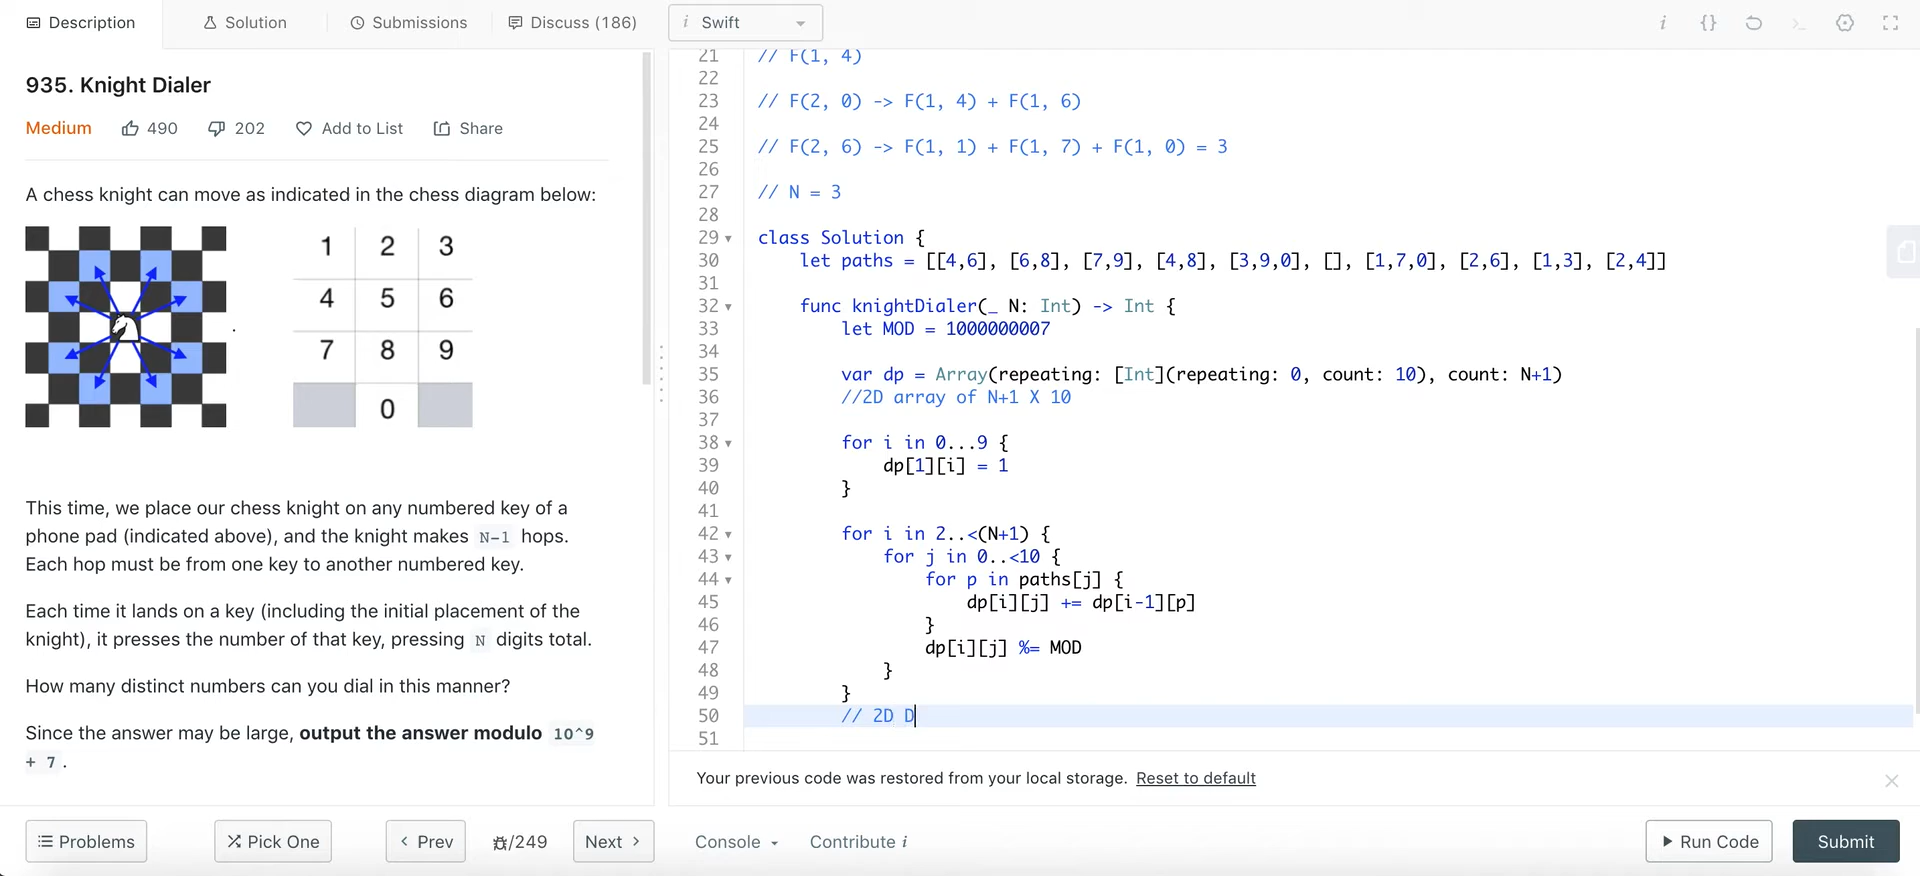 Description
Solution
Submissions
Discuss (186)
i Swift
i {} >_
935. Knight Dialer
Medium 490 202 Add to List Share
A chess knight can move as indicated in the chess diagram below:
1 2 3
4 5 6
7 8 9
0
.
This time, we place our chess knight on any numbered key of a
phone pad (indicated above), and the knight makes N-1 hops.
Each hop must be from one key to another numbered key.
Each time it lands on a key (including the initial placement of the
knight), it presses the number of that key, pressing N digits total.
How many distinct numbers can you dial in this manner?
Since the answer may be large, output the answer modulo 10^9
+ 7 .
21 // F(1, 4)
22
23 // F(2, 0) -> F(1, 4) + F(1, 6)
24
25 // F(2, 6) -> F(1, 1) + F(1, 7) + F(1, 0) = 3
26
27 // N = 3
28
29 class Solution {
30 let paths = [[4,6], [6,8], [7,9], [4,8], [3,9,0], [], [1,7,0], [2,6], [1,3], [2,4]]
31
32 func knightDialer(_ N: Int) -> Int {
33 let MOD = 1000000007
34
35 var dp = Array(repeating: [Int](repeating: 0, count: 10), count: N+1)
36 //2D array of N+1 X 10
37
38 for i in 0...9 {
39 dp[1][i] = 1
40 }
41
42 for i in 2..<(N+1) {
43 for j in 0..<10 {
44 for p in paths[j] {
45 dp[i][j] += dp[i-1][p]
46 }
47 dp[i][j] %= MOD
48 }
49 }
50 // 2D D
51
Your previous code was restored from your local storage. Reset to default
Problems
Pick One
Prev
/249
Next
Console
Contribute i
Run Code
Submit